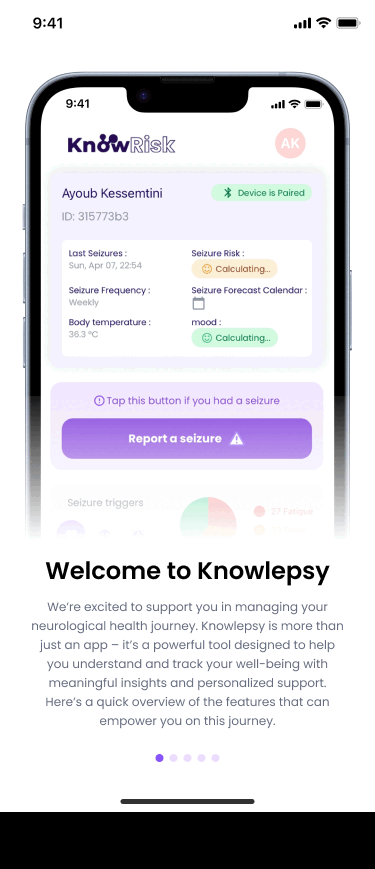 9:41
9:41
KnowRisk
AK
Ayoub Kessemtini
Device is Paired
ID: 315773b3
Last Seizures :
Sun, Apr 07, 22:54
Seizure Risk :
Calculating...
Seizure Frequency :
Weekly
Seizure Forecast Calendar :
Body temperature :
36.3 °C
mood :
Calculating...
Tap this button if you had a seizure
Report a seizure
Seizure triggers
27 Fatigue
Welcome to Knowlepsy
We’re excited to support you in managing your
neurological health journey. Knowlepsy is more than
just an app – it’s a powerful tool designed to help
you understand and track your well-being with
meaningful insights and personalized support.
Here’s a quick overview of the features that can
empower you on this journey.